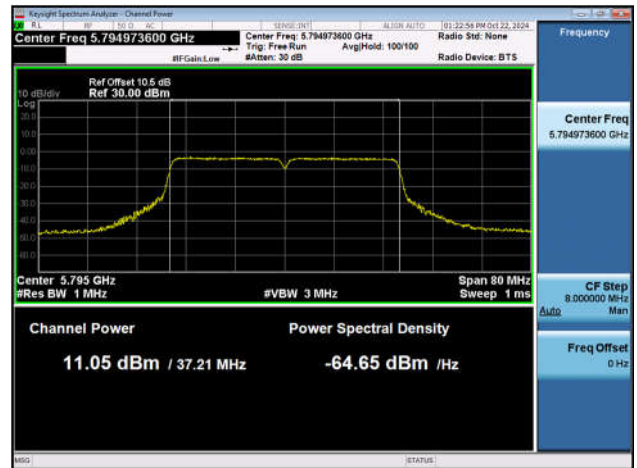 Keysight Spectrum Analyzer - Channel Power
RL RF 50 Ω AC SENSE:INT ALIGN AUTO 01:22:56 PM Oct 22, 2024
Center Freq 5.794973600 GHz
Center Freq: 5.794973600 GHz
Radio Std: None
Trig: Free Run Avg|Hold: 100/100
#IFGain:Low #Atten: 30 dB Radio Device: BTS
Ref Offset 10.5 dB
10 dB/div Ref 30.00 dBm
Log
20.0
10.0
0.00
-10.0
-20.0
-30.0
-40.0
-50.0
-60.0
Center 5.795 GHz Span 80 MHz
#Res BW 1 MHz #VBW 3 MHz Sweep 1 ms
Channel Power Power Spectral Density
11.05 dBm / 37.21 MHz -64.65 dBm /Hz
MSG STATUS
Frequency
Center Freq
5.794973600 GHz
CF Step
8.000000 MHz
Auto Man
Freq Offset
0 Hz